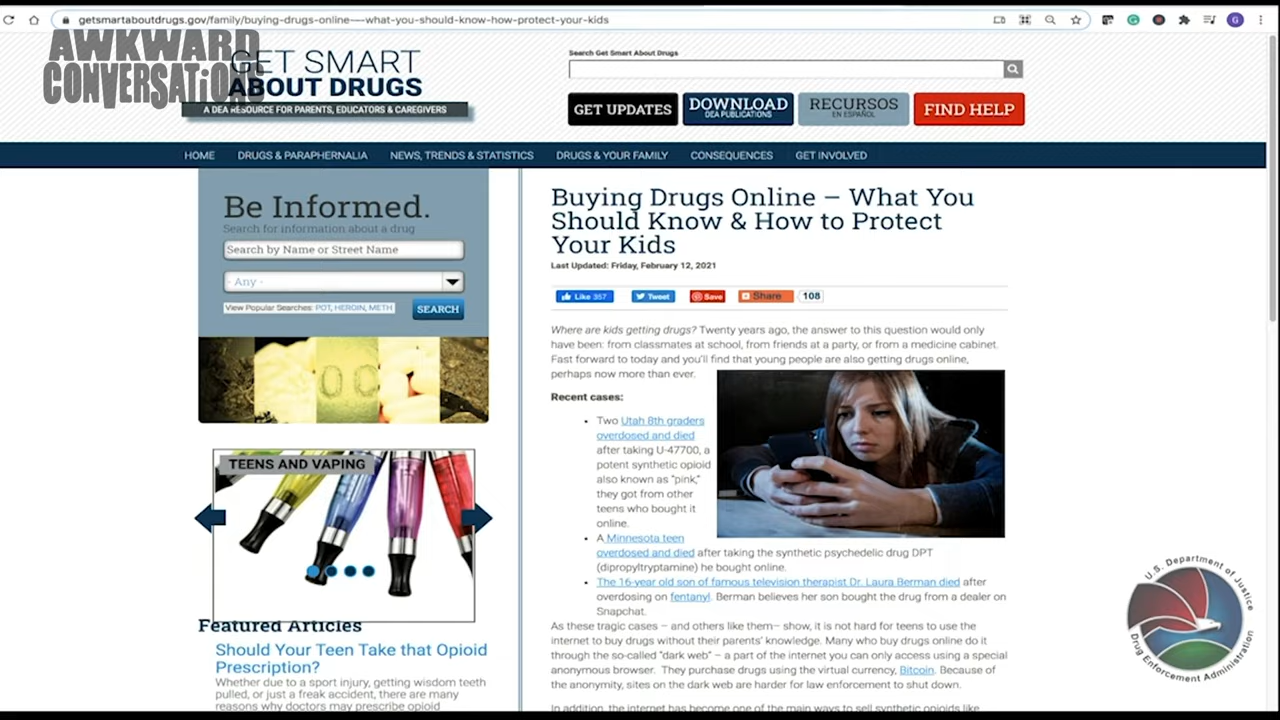 getsmartaboutdrugs.gov/family/buying-drugs-online-—-what-you-should-know-how-protect-your-kids
G
AWKWARD
CONVERSATiONS
GET SMART
ABOUT DRUGS
A DEA RESOURCE FOR PARENTS, EDUCATORS & CAREGIVERS
Search Get Smart About Drugs
GET UPDATES
DOWNLOAD
DEA PUBLICATIONS
RECURSOS
EN ESPAÑOL
FIND HELP
HOME DRUGS & PARAPHERNALIA NEWS, TRENDS & STATISTICS DRUGS & YOUR FAMILY CONSEQUENCES GET INVOLVED
Be Informed.
Search for information about a drug
Search by Name or Street Name
- Any -
View Popular Searches: POT, HEROIN, METH
SEARCH
OC
TEENS AND VAPING
Featured Articles
Should Your Teen Take that Opioid
Prescription?
Whether due to a sport injury, getting wisdom teeth
pulled, or just a freak accident, there are many
reasons why doctors may prescribe opioid
Buying Drugs Online – What You
Should Know & How to Protect
Your Kids
Last Updated: Friday, February 12, 2021
Like 357 Tweet Save Share 108
Where are kids getting drugs? Twenty years ago, the answer to this question would only
have been: from classmates at school, from friends at a party, or from a medicine cabinet.
Fast forward to today and you'll find that young people are also getting drugs online,
perhaps now more than ever.
Recent cases:
• Two Utah 8th graders
overdosed and died
after taking U-47700, a
potent synthetic opioid
also known as "pink,"
they got from other
teens who bought it
online.
• A Minnesota teen
overdosed and died after taking the synthetic psychedelic drug DPT
(dipropyltryptamine) he bought online.
• The 16-year old son of famous television therapist Dr. Laura Berman died after
overdosing on fentanyl. Berman believes her son bought the drug from a dealer on
Snapchat.
As these tragic cases – and others like them– show, it is not hard for teens to use the
internet to buy drugs without their parents' knowledge. Many who buy drugs online do it
through the so-called "dark web" – a part of the internet you can only access using a special
anonymous browser. They purchase drugs using the virtual currency, Bitcoin. Because of
the anonymity, sites on the dark web are harder for law enforcement to shut down.
In addition, the internet has become one of the main ways to sell synthetic opioids like
U.S. Department of Justice
Drug Enforcement Administration